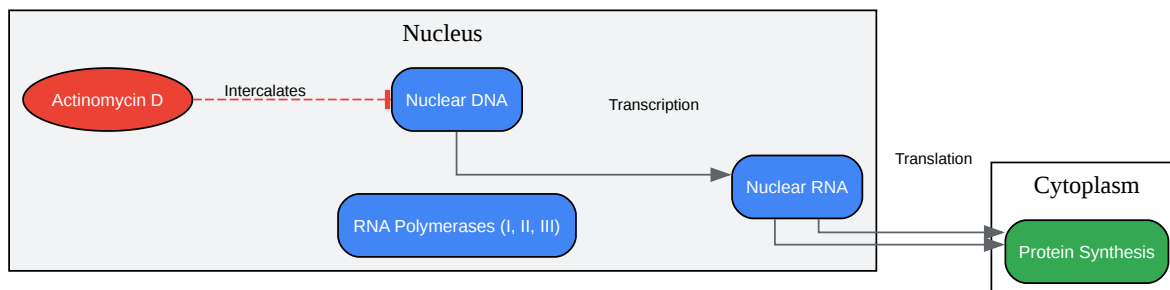 Nucleus
Actinomycin D
Intercalates
Nuclear DNA
Transcription
Nuclear RNA
RNA Polymerases (I, II, III)
Translation
Cytoplasm
Protein Synthesis